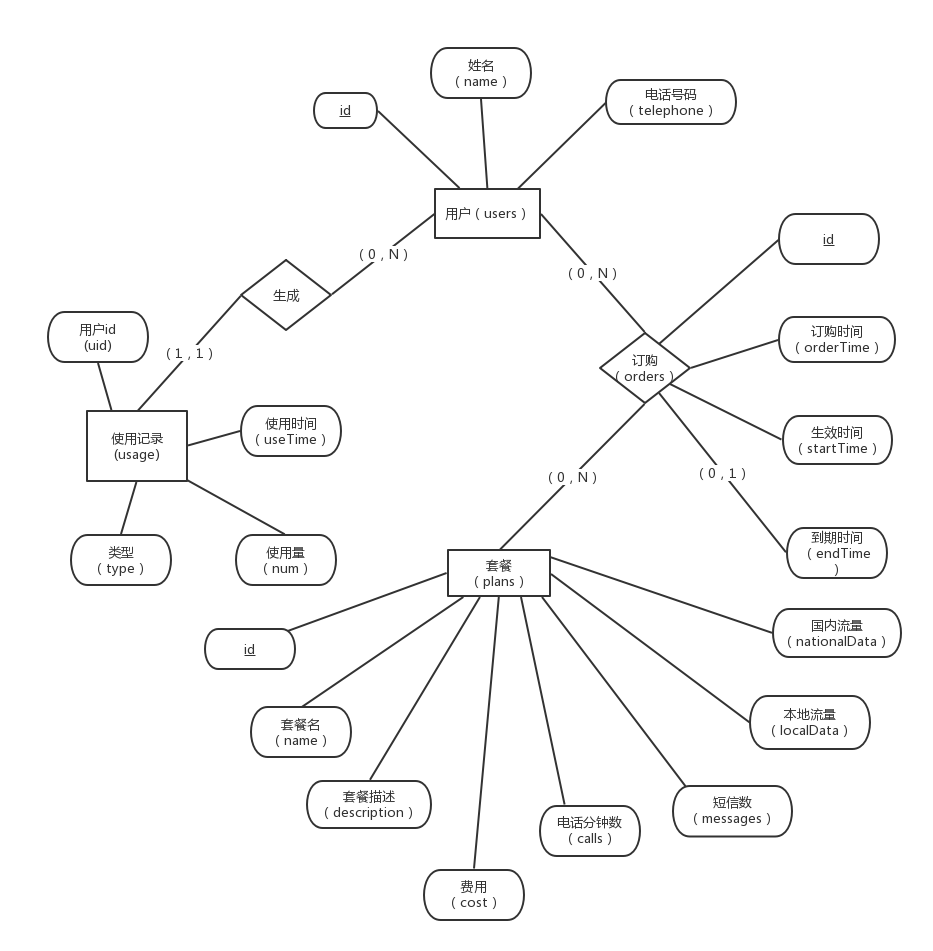 姓名
( name )
id
电话号码
( telephone )
用户 ( users )
id
( 0 , N )
( 0 , N )
生成
用户id
(uid)
订购时间
( orderTime )
( 1 , 1 )
订购
( orders )
使用时间
( useTime )
使用记录
(usage)
生效时间
( startTime )
( 0 , N )
( 0 , 1 )
类型
( type )
使用量
( num )
到期时间
( endTime
)
套餐
( plans )
id
国内流量
( nationalData )
套餐名
( name )
本地流量
( localData )
套餐描述
( description )
短信数
( messages )
电话分钟数
( calls )
费用
( cost )